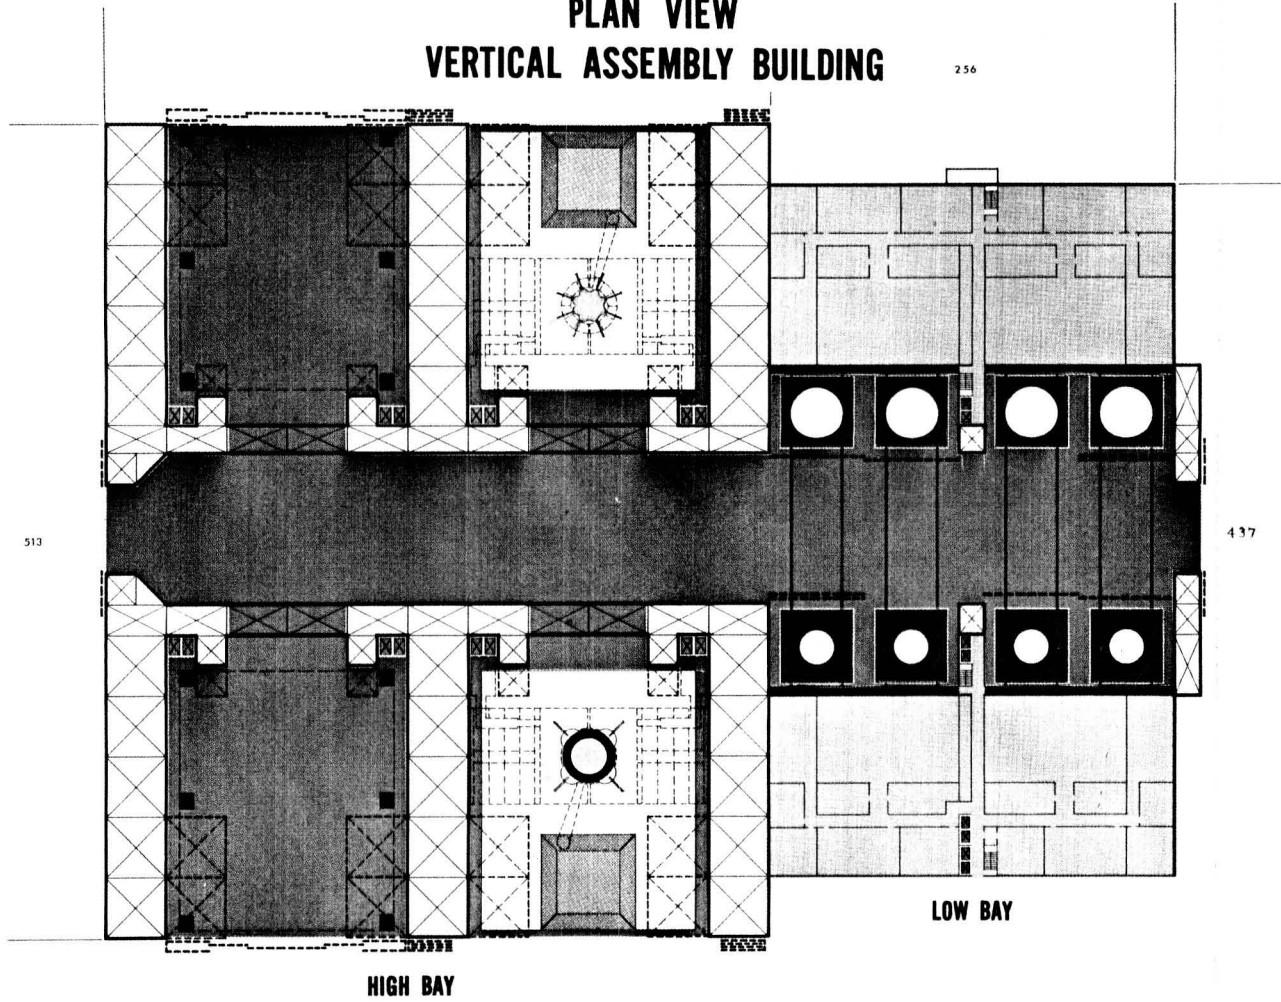 PLAN VIEW
VERTICAL ASSEMBLY BUILDING
256
513
437
LOW BAY
HIGH BAY